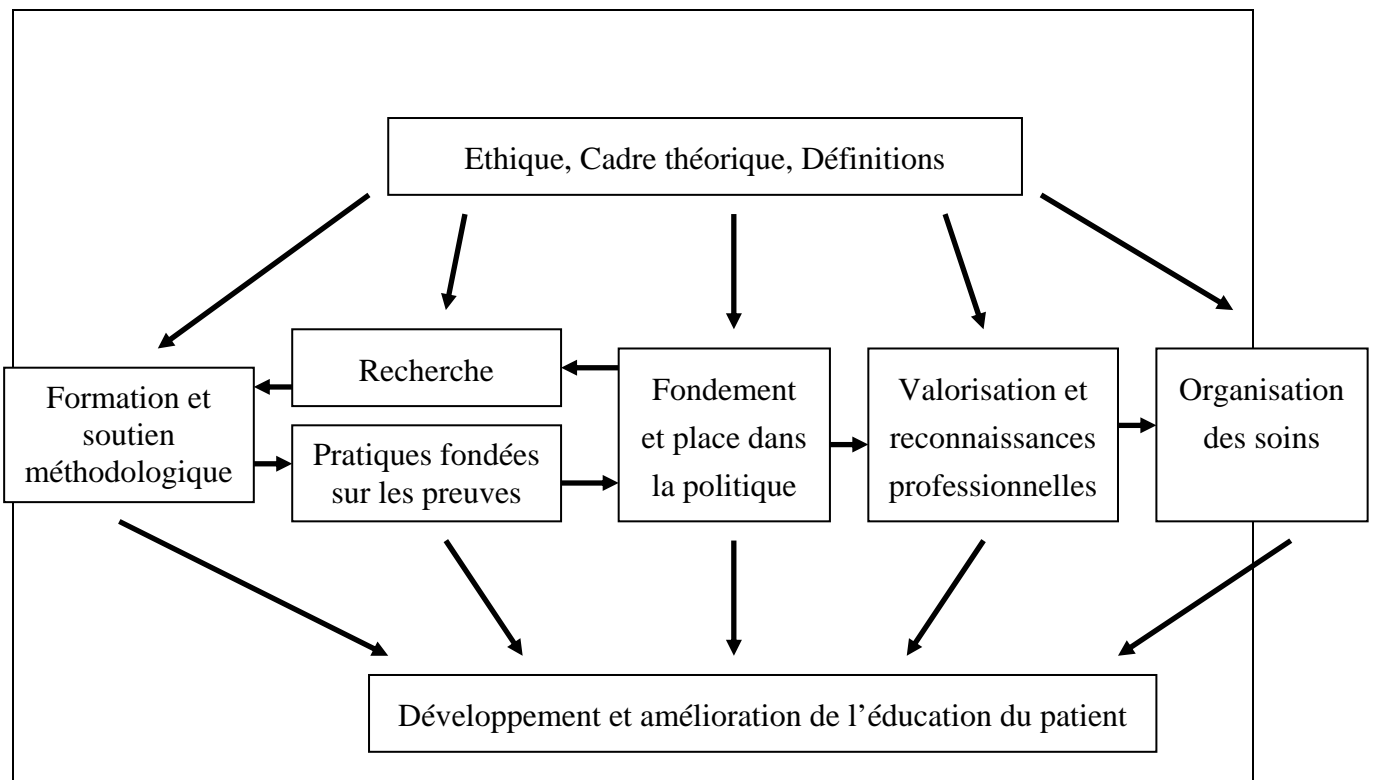 Ethique, Cadre théorique, Définitions
Recherche
Formation et
soutien
méthodologique
Pratiques fondées
sur les preuves
Fondement
et place dans
la politique
Valorisation et
reconnaissances
professionnelles
Organisation
des soins
Développement et amélioration de l’éducation du patient